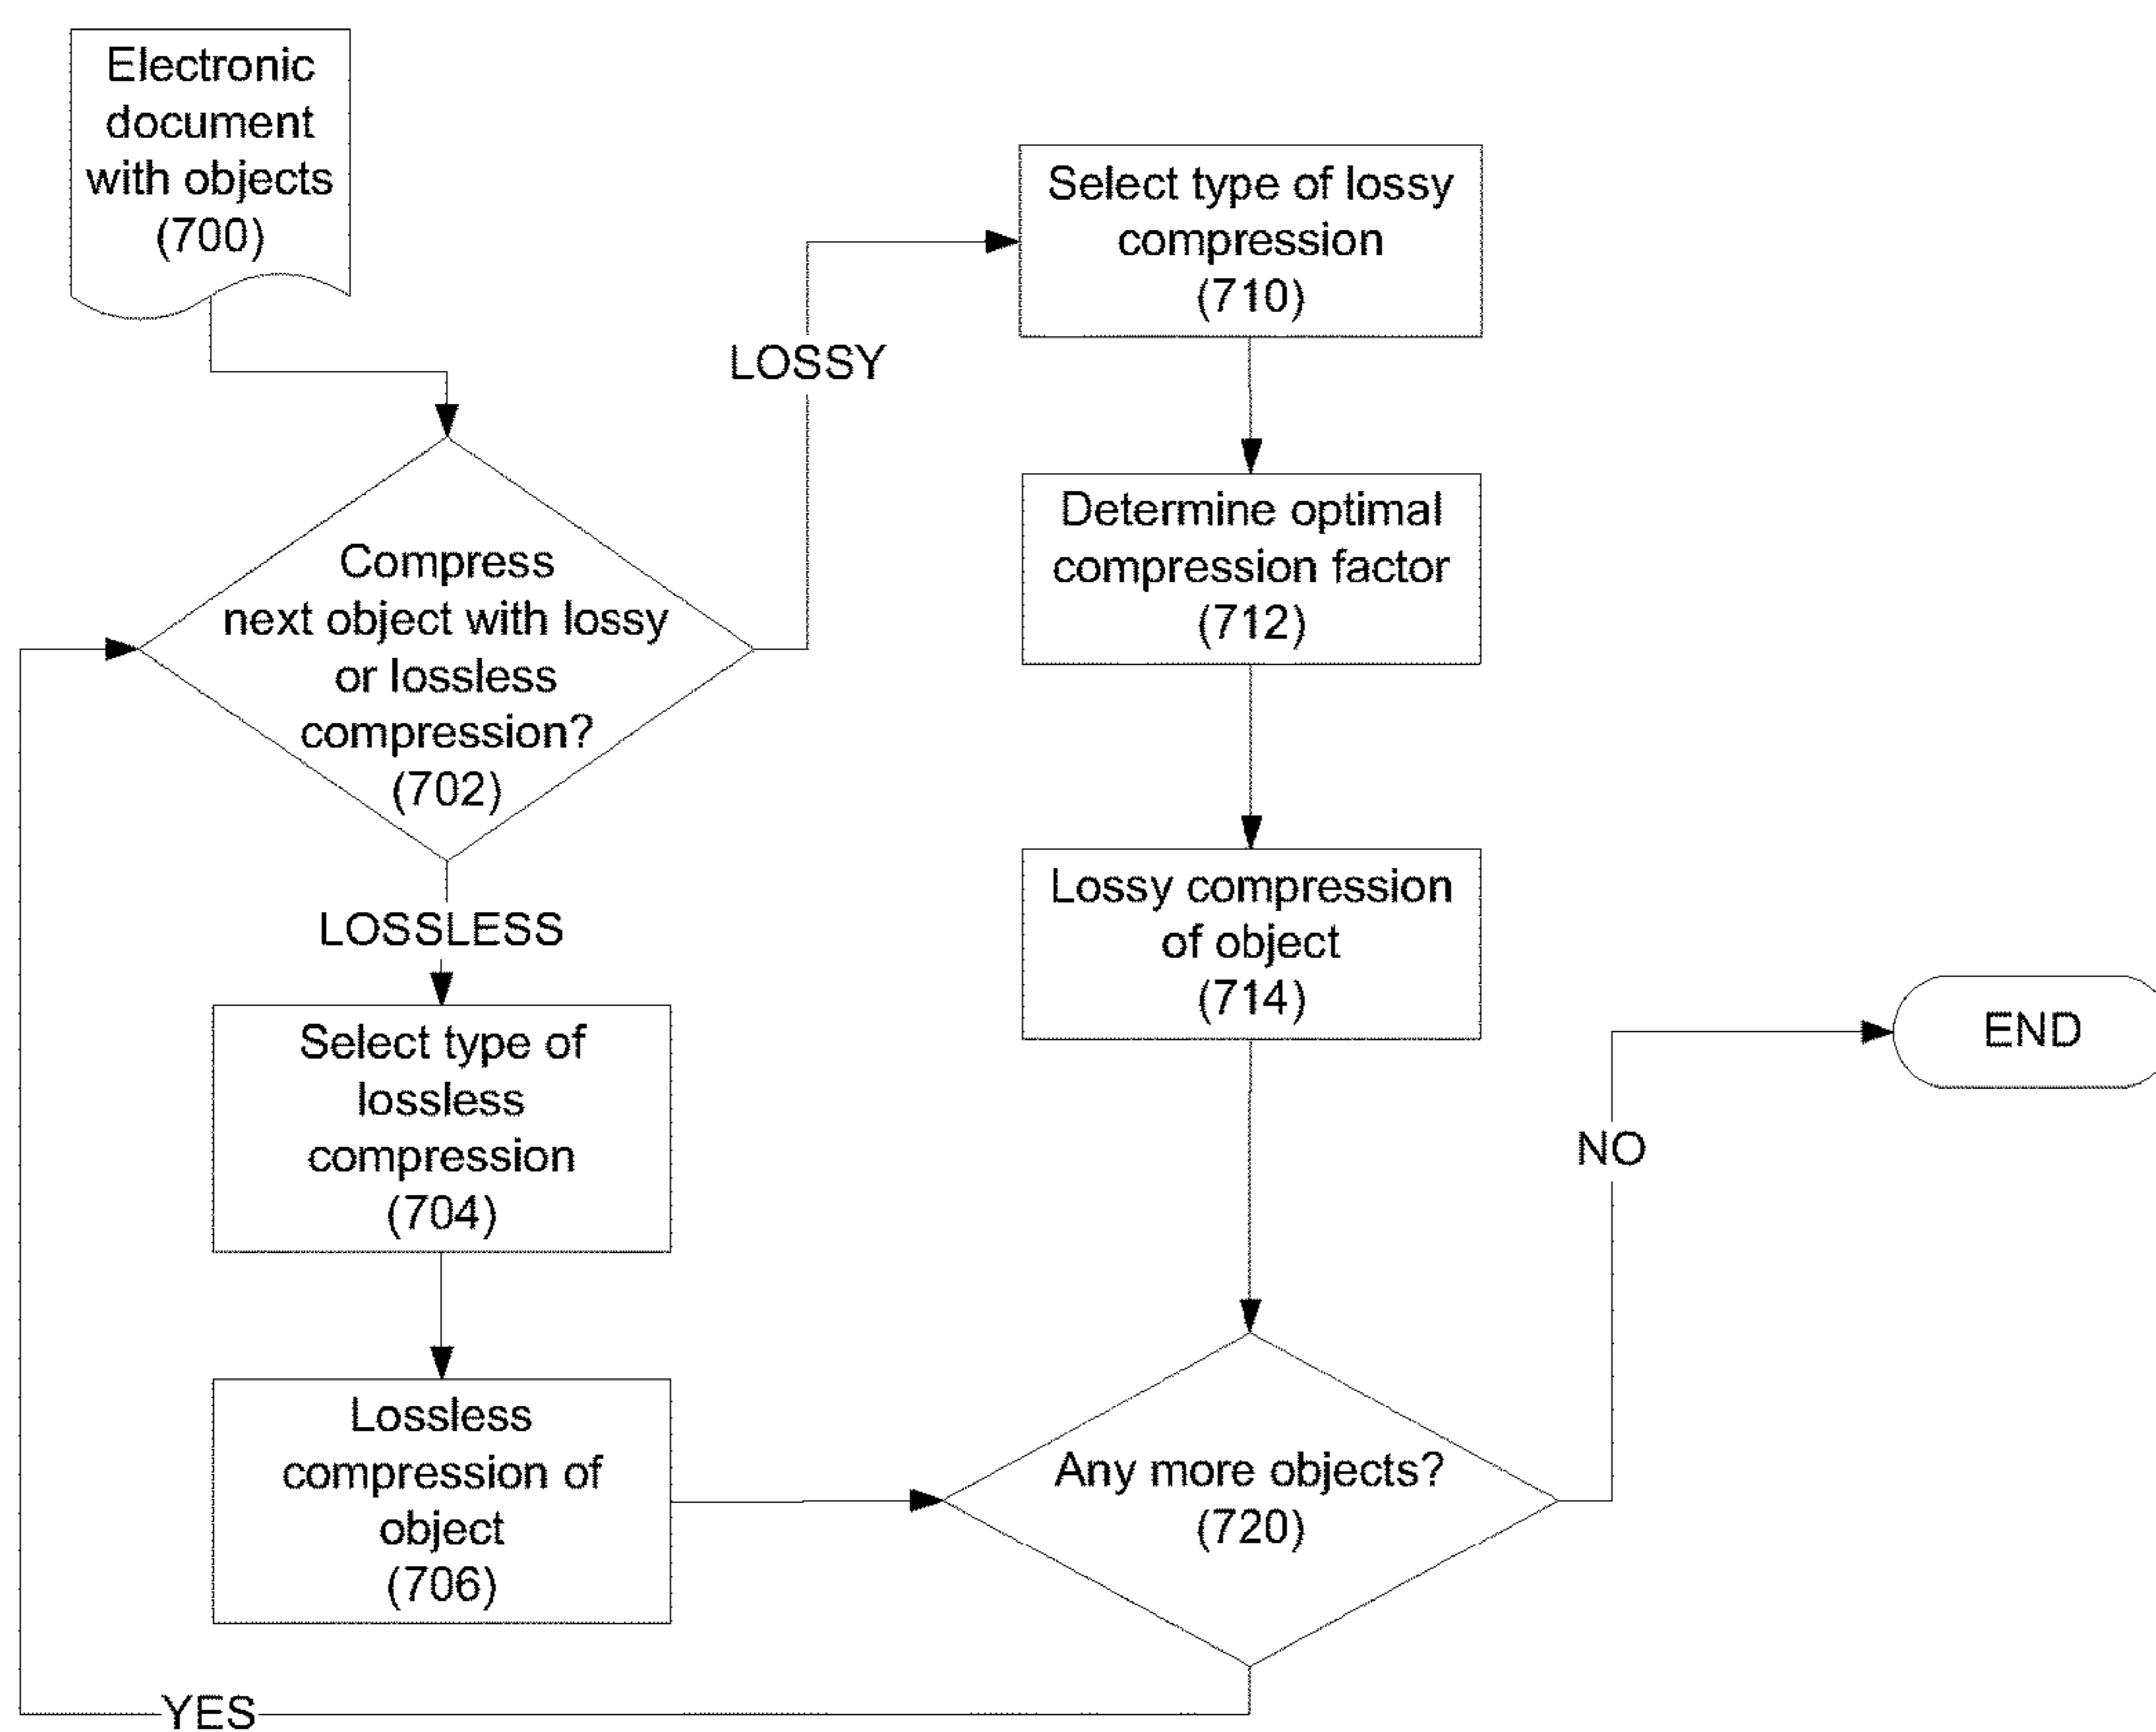 Electronic
document
with objects
(700)
Compress
next object with lossy
or lossless
compression?
(702)
LOSSY
LOSSLESS
Select type of
lossless
compression
(704)
Lossless
compression of
object
(706)
Select type of lossy
compression
(710)
Determine optimal
compression factor
(712)
Lossy compression
of object
(714)
Any more objects?
(720)
YES
NO
END